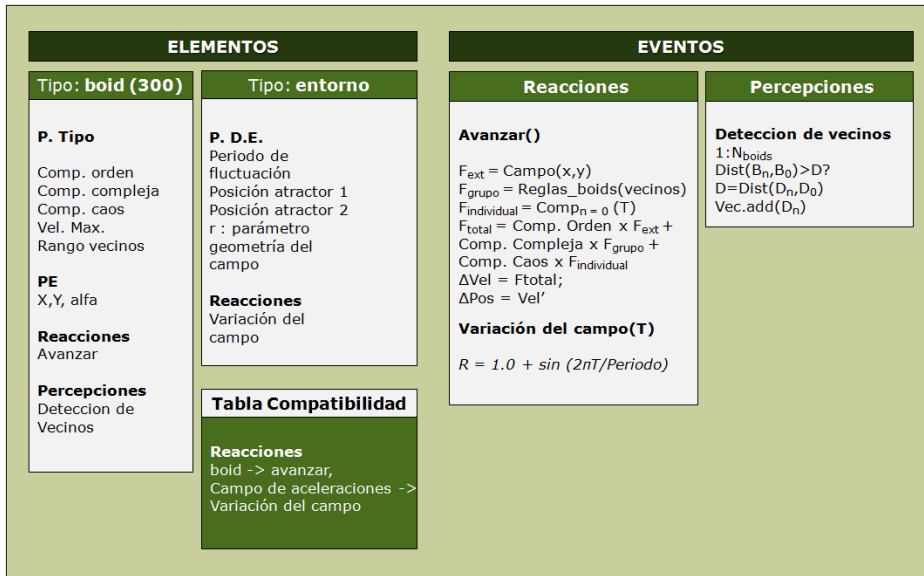 ELEMENTOS
Tipo: boid (300)
P. Tipo
Comp. orden
Comp. compleja
Comp. caos
Vel. Max.
Rango vecinos
PE
X,Y, alfa
Reacciones
Avanzar
Percepciones
Deteccion de
Vecinos
Tipo: entorno
P. D.E.
Periodo de
fluctuación
Posición atractor 1
Posición atractor 2
r : parámetro
geometría del
campo
Reacciones
Variación del
campo
Tabla Compatibilidad
Reacciones
boid -> avanzar,
Campo de aceleraciones ->
Variación del campo
EVENTOS
Reacciones
Avanzar()
Fext = Campo(x,y)
Fgrupo = Reglas_boids(vecinos)
Findividual = Compn = 0 (T)
Ftotal = Comp. Orden x Fext +
Comp. Compleja x Fgrupo +
Comp. Caos x Findividual
ΔVel = Ftotal;
ΔPos = Vel'
Variación del campo(T)
R = 1.0 + sin (2πT/Periodo)
Percepciones
Deteccion de vecinos
1:Nboids
Dist(Bn,B0)>D?
D=Dist(Dn,D0)
Vec.add(Dn)